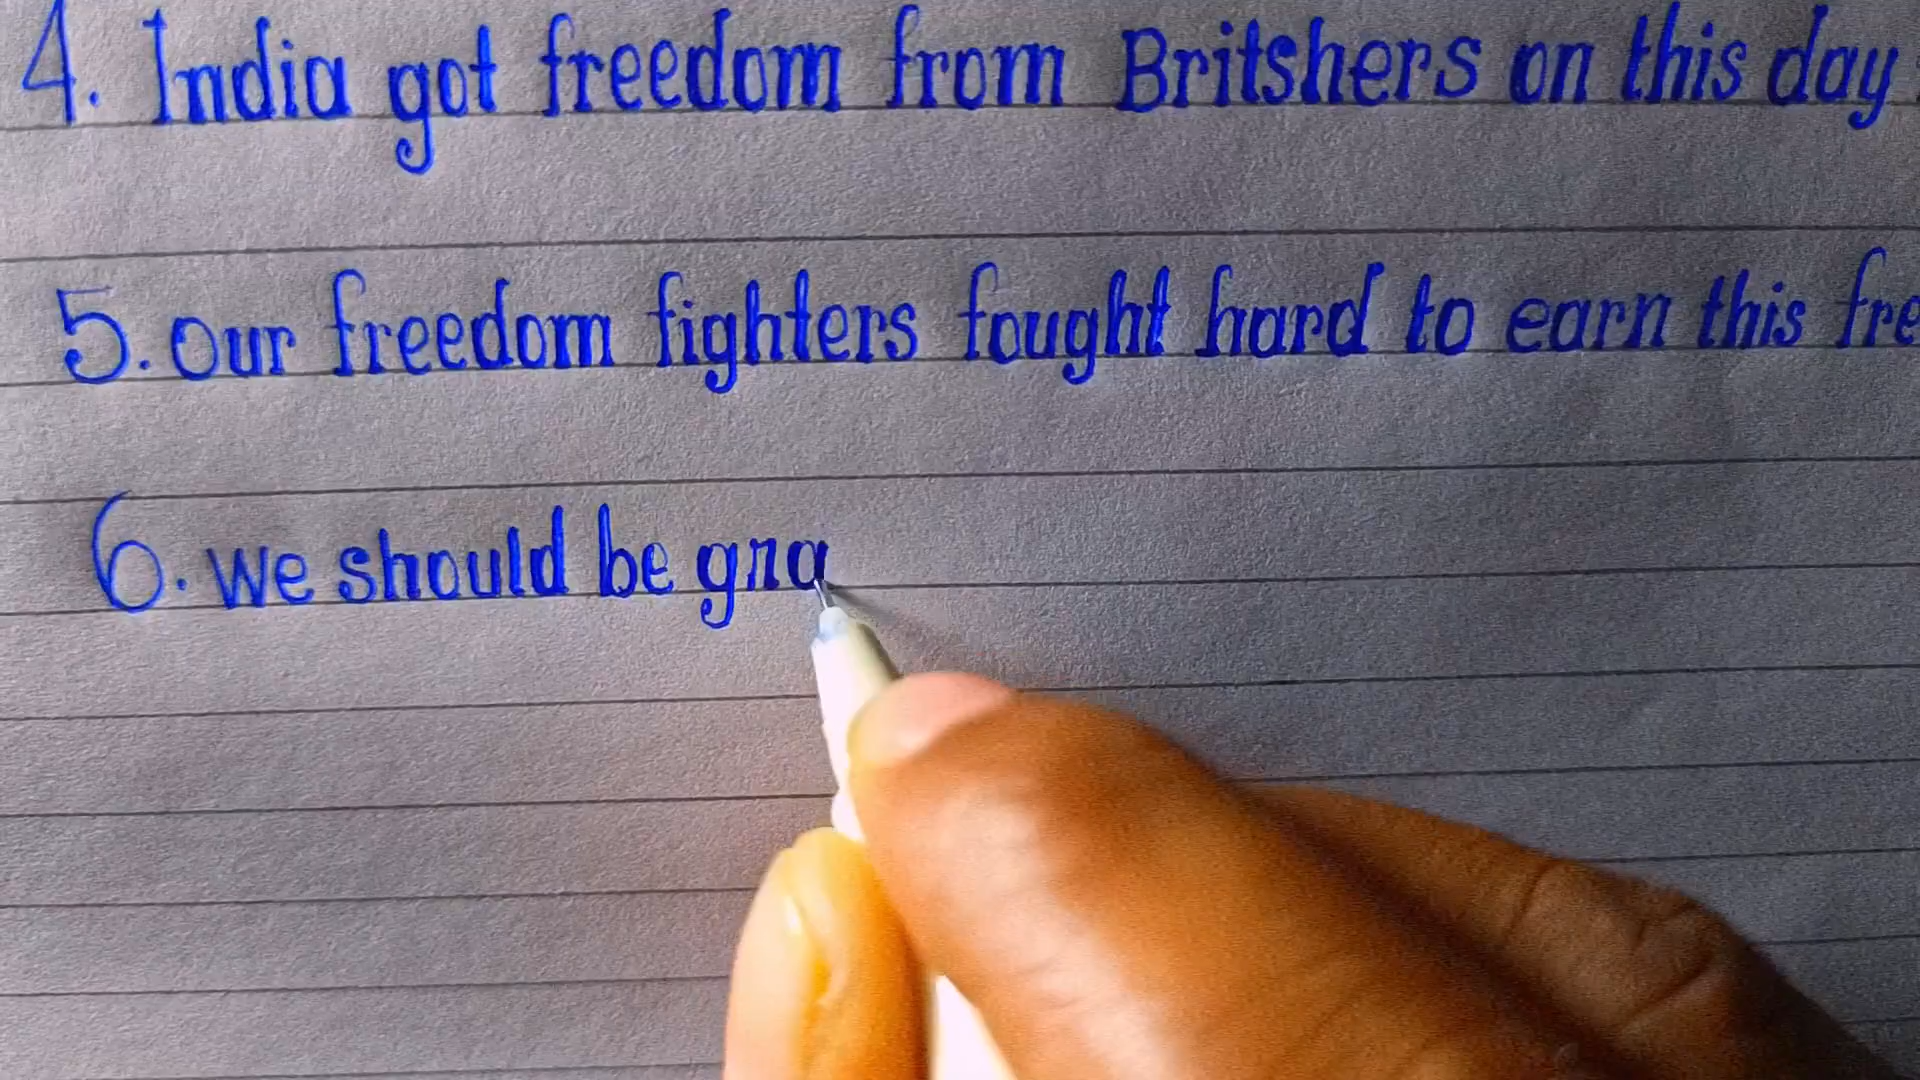 4. India got freedom from Britshers on this day
5. Our freedom fighters fought hard to earn this fre
6. We should be gra